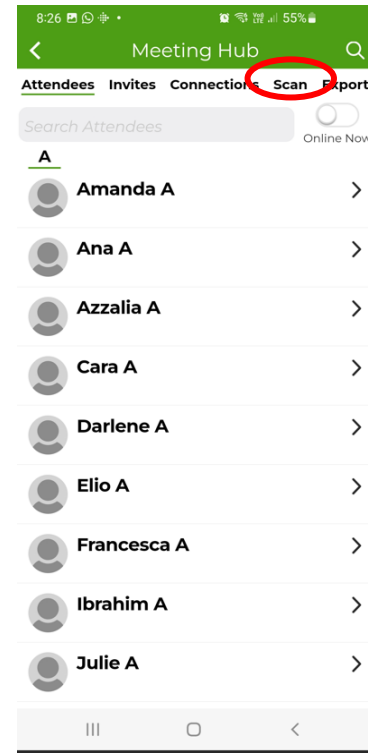 8:26 55%
Meeting Hub
Attendees Invites Connections Scan Export
Search Attendees
Online Now
A
Amanda A
Ana A
Azzalia A
Cara A
Darlene A
Elio A
Francesca A
Ibrahim A
Julie A